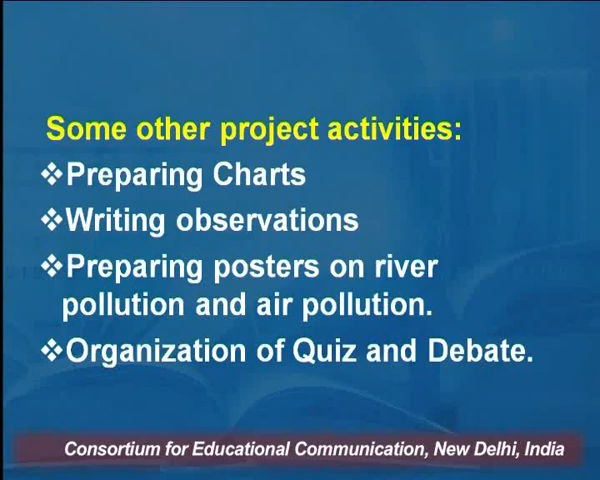 Some other project activities:
❖Preparing Charts
❖Writing observations
❖Preparing posters on river
pollution and air pollution.
❖Organization of Quiz and Debate.
Consortium for Educational Communication, New Delhi, India